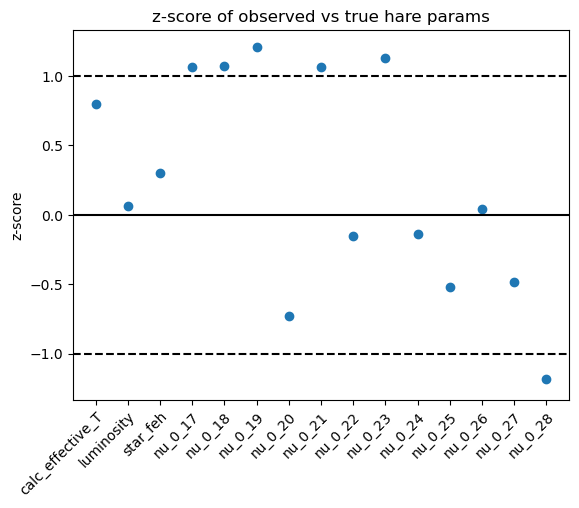 z-score of observed vs true hare params
z-score
1.0
0.5
0.0
−0.5
−1.0
calc_effective_T
luminosity
star_feh
nu_0_17
nu_0_18
nu_0_19
nu_0_20
nu_0_21
nu_0_22
nu_0_23
nu_0_24
nu_0_25
nu_0_26
nu_0_27
nu_0_28